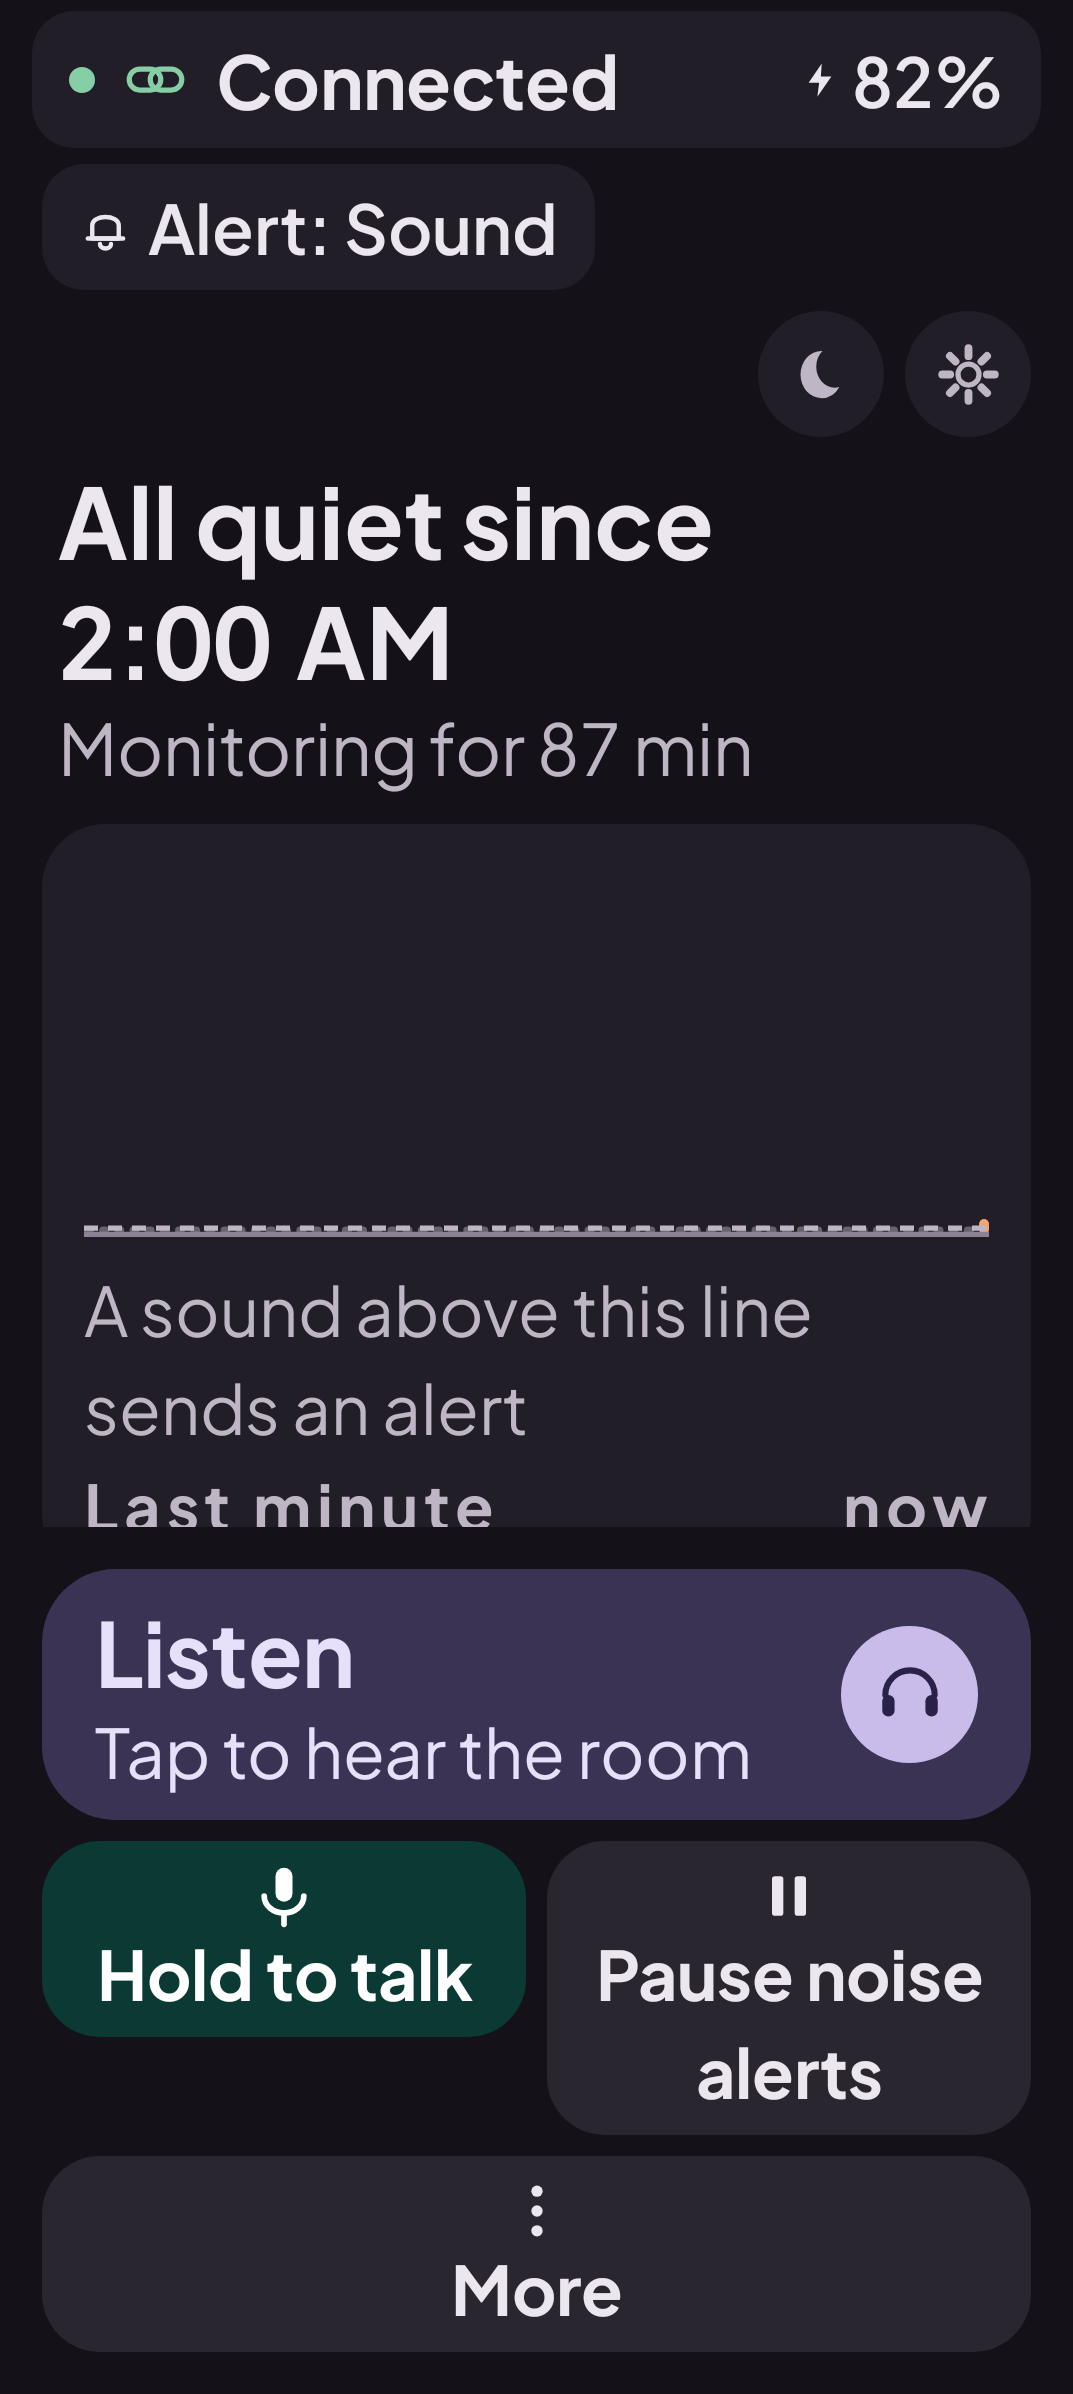 Connected
82%
Alert: Sound
All quiet since
2:00 AM
Monitoring for 87 min
A sound above this line
sends an alert
Last minute
now
Listen
Tap to hear the room
Hold to talk
Pause noise
alerts
More